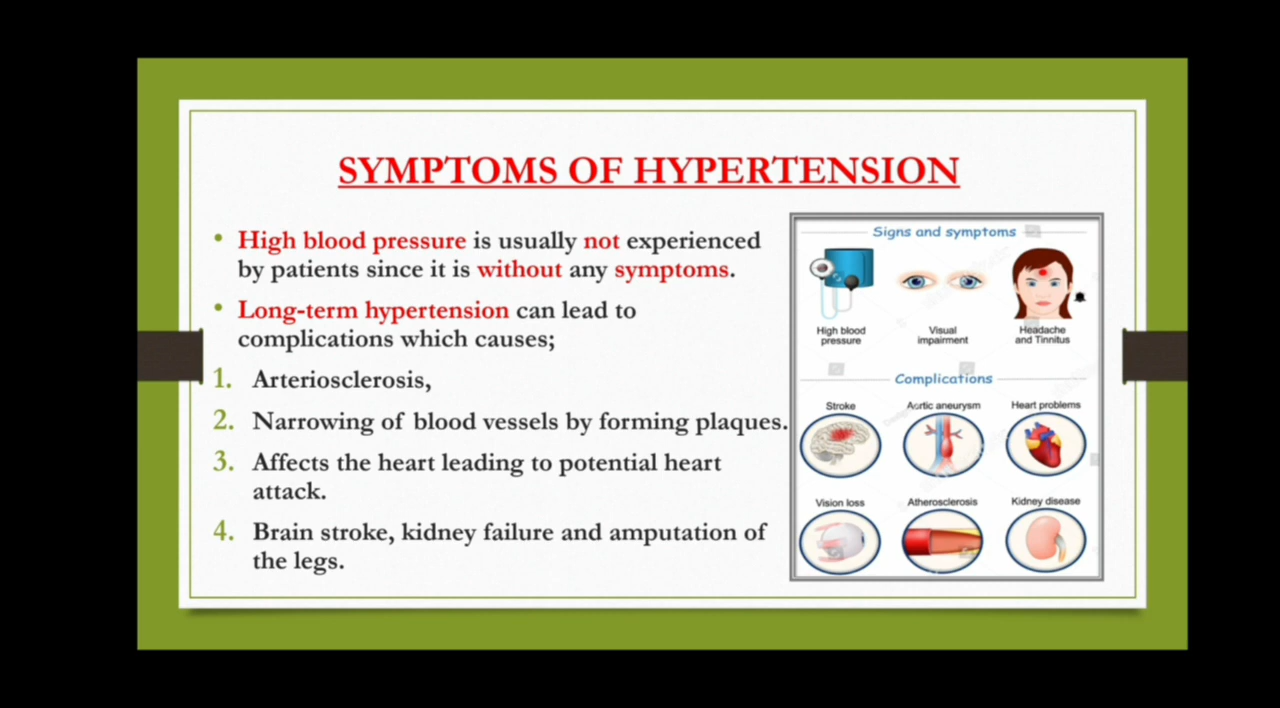 SYMPTOMS OF HYPERTENSION
• High blood pressure is usually not experienced
by patients since it is without any symptoms.
• Long-term hypertension can lead to
complications which causes;
1. Arteriosclerosis,
2. Narrowing of blood vessels by forming plaques.
3. Affects the heart leading to potential heart
attack.
4. Brain stroke, kidney failure and amputation of
the legs.
Signs and symptoms
High blood
pressure
Visual
impairment
Headache
and Tinnitus
Complications
Stroke
Aortic aneurysm
Heart problems
Vision loss
Atherosclerosis
Kidney disease